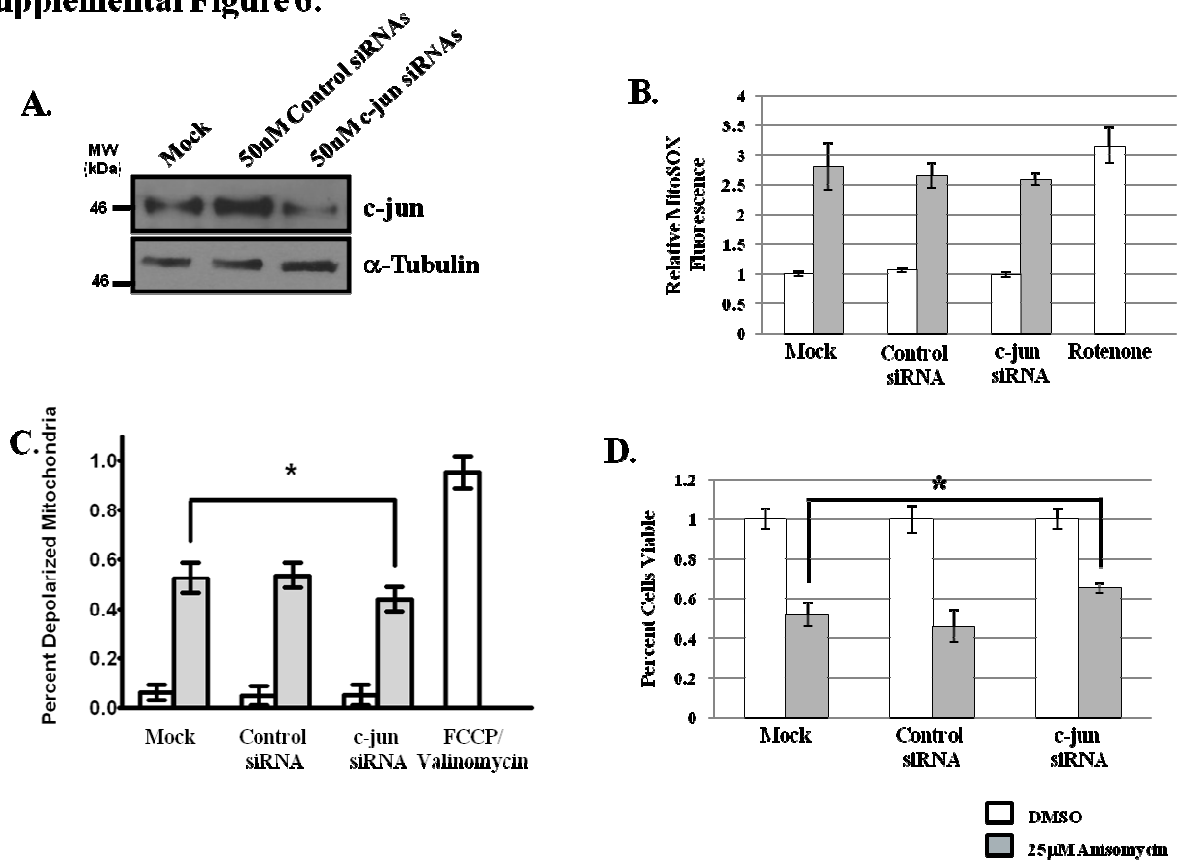 upplemental Figure 6.
A.
MW
(kDa)
Mock
50nM Control siRNAs
50nM c-jun siRNAs
46
c-jun
46
α-Tubulin
B.
Relative MitoSOX
Fluorescence
4
3.5
3
2.5
2
1.5
1
0.5
0
Mock
Control
siRNA
c-jun
siRNA
Rotenone
C.
Percent Depolarized Mitochondria
1.0
0.8
0.6
0.4
0.2
0.0
*
Mock
Control
siRNA
c-jun
siRNA
FCCP/
Valinomycin
D.
Percent Cells Viable
1.2
1
0.8
0.6
0.4
0.2
0
*
Mock
Control
siRNA
c-jun
siRNA
DMSO
25μM Anisomycin